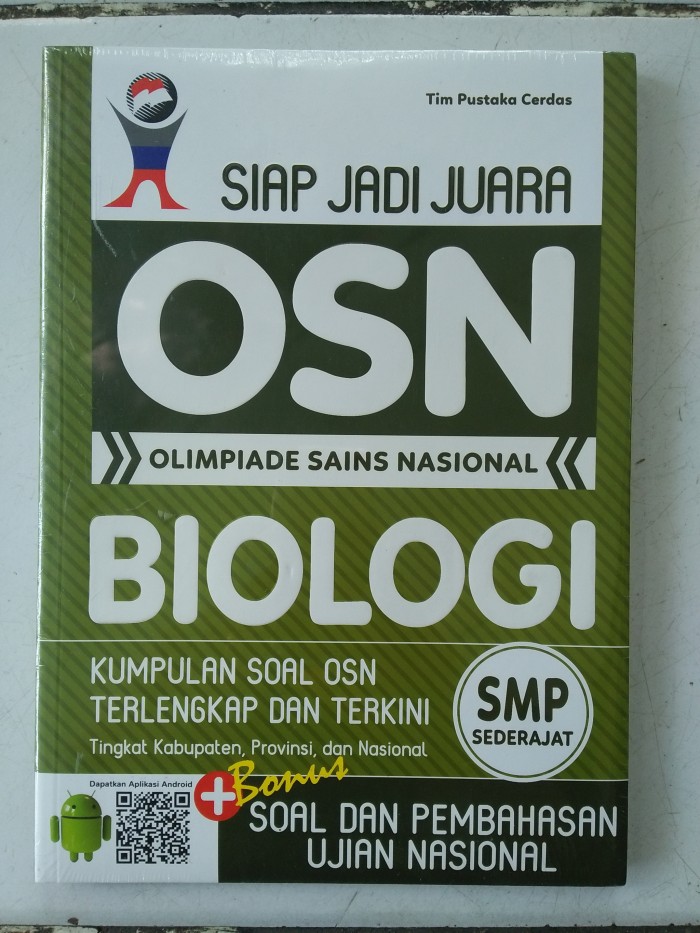 Tim Pustaka Cerdas
SIAP JADI JUARA
OSN
OLIMPIADE SAINS NASIONAL
BIOLOGI
KUMPULAN SOAL OSN
TERLENGKAP DAN TERKINI
Tingkat Kabupaten, Provinsi, dan Nasional
SMP
SEDERAJAT
Dapatkan Aplikasi Android
+Bonus
SOAL DAN PEMBAHASAN
UJIAN NASIONAL